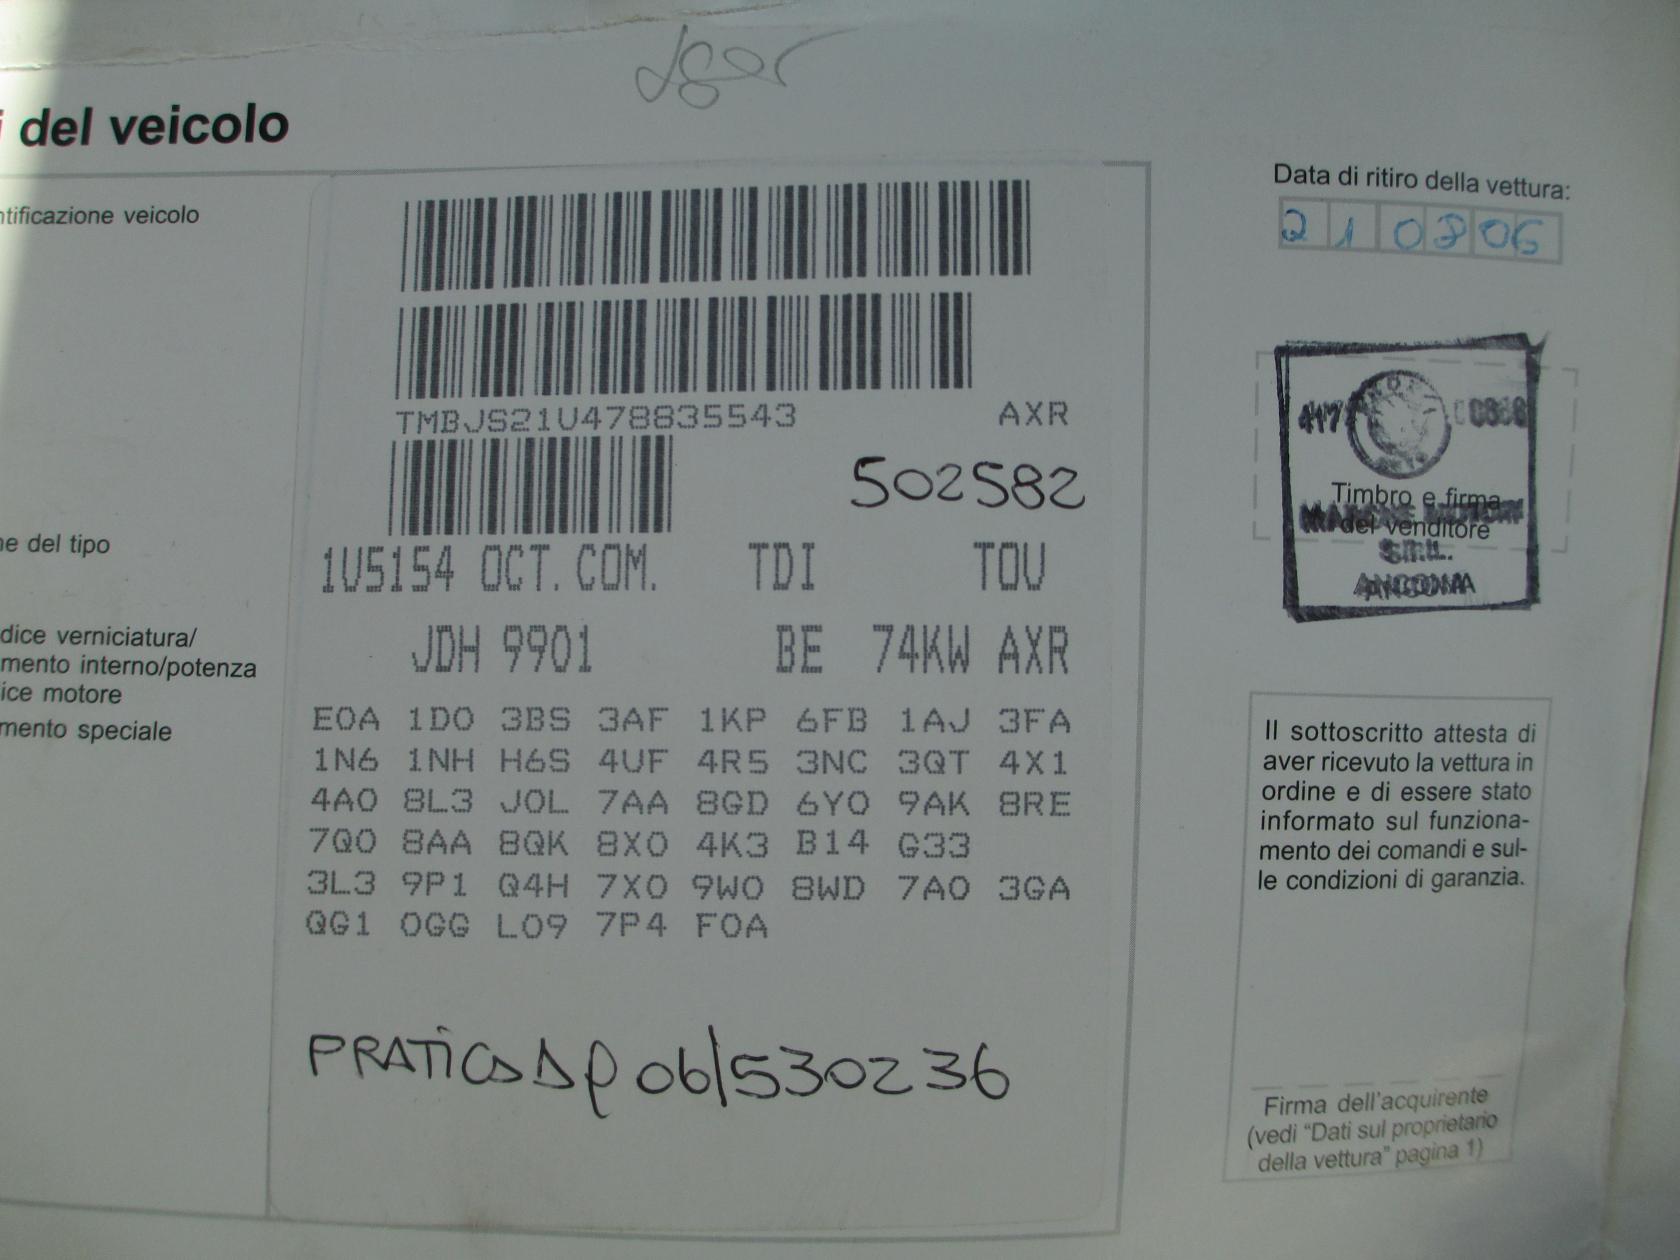 del veicolo
ntificazione veicolo
TMBJS21U478835543 AXR
502582
1U5154 OCT. COM. TDI TOU
JDH 9901 BE 74KW AXR
E0A 1D0 3BS 3AF 1KP 6FB 1AJ 3FA
1N6 1NH H6S 4UF 4R5 3NC 3QT 4X1
4A0 8L3 J0L 7AA 8GD 6Y0 9AK 8RE
7Q0 8AA 8QK 8X0 4K3 B14 G33
3L3 9P1 Q4H 7X0 9W0 8WD 7A0 3GA
QG1 0GG L09 7P4 F0A
PRATICA 06/530236
ne del tipo
dice verniciatura/
mento interno/potenza
ice motore
mento speciale
Data di ritiro della vettura:
210806
Timbro e firma
del venditore
S.R.L.
ANCONA
Il sottoscritto attesta di
aver ricevuto la vettura in
ordine e di essere stato
informato sul funziona-
mento dei comandi e sul-
le condizioni di garanzia.
Firma dell'acquirente
(vedi "Dati sul proprietario
della vettura" pagina 1)